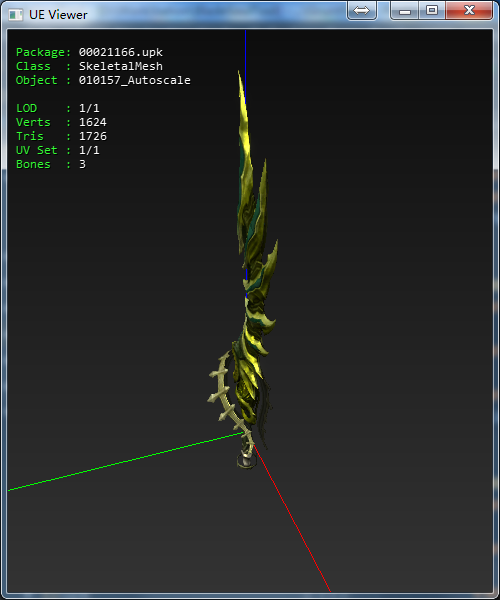 UE Viewer
Package: 00021166.upk
Class  : SkeletalMesh
Object : 010157_Autoscale
LOD    : 1/1
Verts  : 1624
Tris   : 1726
UV Set : 1/1
Bones  : 3